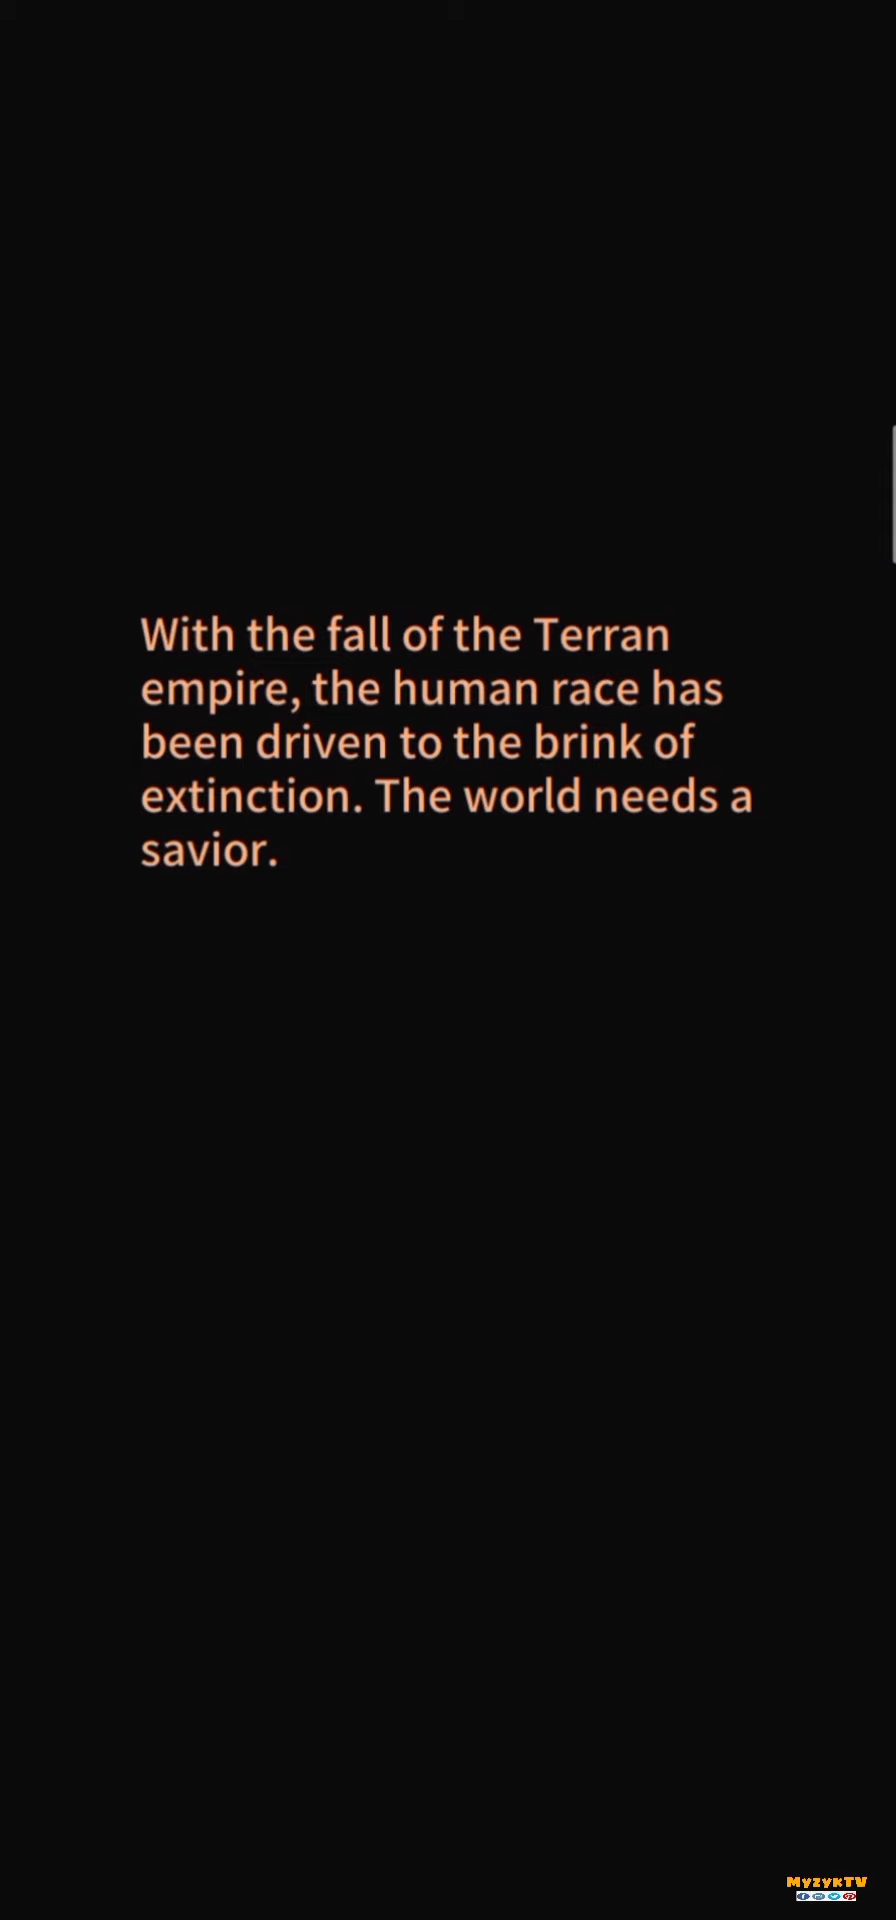 With the fall of the Terran
empire, the human race has
been driven to the brink of
extinction. The world needs a
savior.
MyzykTV